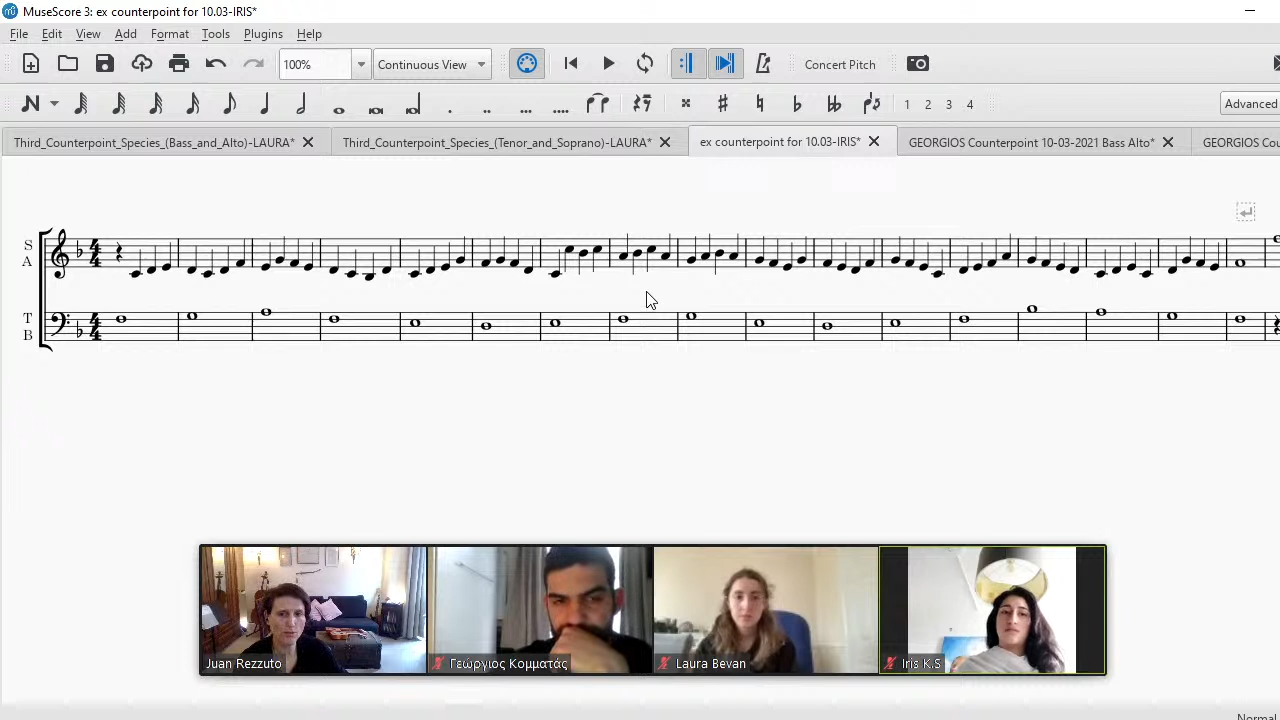 MuseScore 3: ex counterpoint for 10.03-IRIS*
File Edit View Add Format Tools Plugins Help
100% Continuous View Concert Pitch
1 2 3 4 Advanced
Third_Counterpoint_Species_(Bass_and_Alto)-LAURA* Third_Counterpoint_Species_(Tenor_and_Soprano)-LAURA* ex counterpoint for 10.03-IRIS* GEORGIOS Counterpoint 10-03-2021 Bass Alto* GEORGIOS Cou
S
A
T
B
Juan Rezzuto Γεώργιος Κομματάς Laura Bevan Iris K.S
Normal